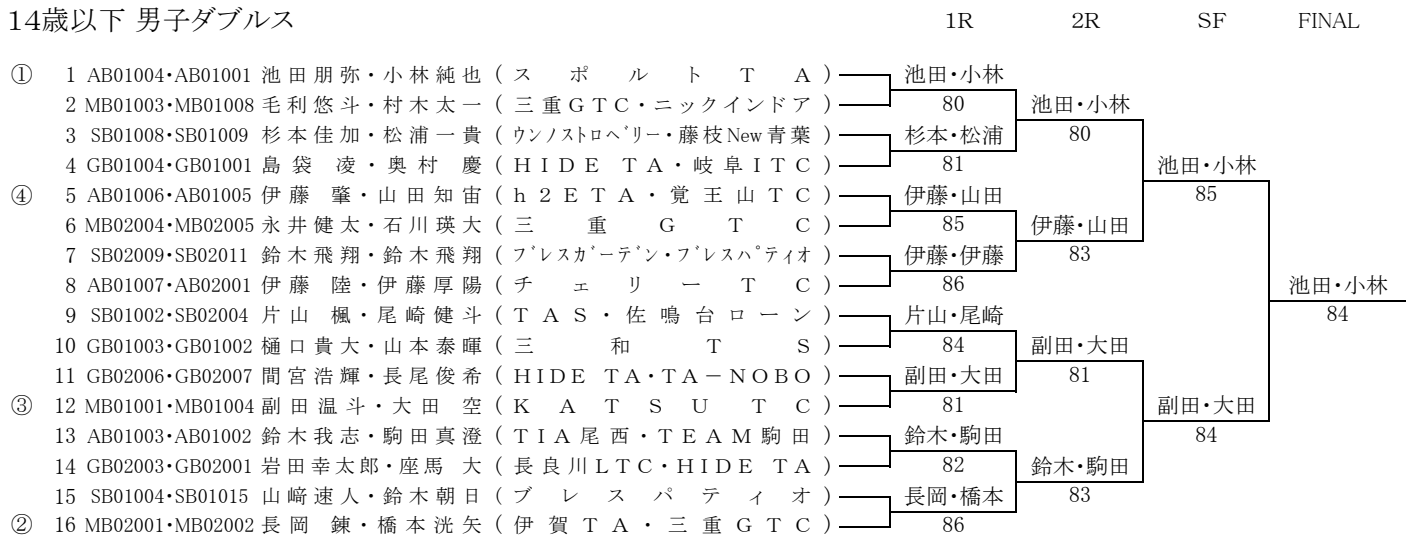 14歳以下 男子ダブルス 1R 2R SF FINAL
① 1 AB01004・AB01001 池田朋弥・小林純也 (スポルトTA) 池田・小林
2 MB01003・MB01008 毛利悠斗・村木太一 (三重GTC・ニックインドア) 80 池田・小林
3 SB01008・SB01009 杉本佳加・松浦一貴 (ウンノストロベリー・藤枝New青葉) 杉本・松浦 80
4 GB01004・GB01001 島袋 凌・奥村 慶 (HIDE TA・岐阜ITC) 81 池田・小林
④ 5 AB01006・AB01005 伊藤 肇・山田知宙 (h2ETA・覚王山TC) 伊藤・山田 85
6 MB02004・MB02005 永井健太・石川瑛大 (三重GTC) 85 伊藤・山田
7 SB02009・SB02011 鈴木飛翔・鈴木飛翔 (ブレスガーデン・ブレスパティオ) 伊藤・伊藤 83
8 AB01007・AB02001 伊藤 陸・伊藤厚陽 (チェリーTC) 86 池田・小林
9 SB01002・SB02004 片山 楓・尾崎健斗 (TAS・佐鳴台ローン) 片山・尾崎 84
10 GB01003・GB01002 樋口貴大・山本泰暉 (三和TS) 84 副田・大田
11 GB02006・GB02007 間宮浩輝・長尾俊希 (HIDE TA・TA－NOBO) 副田・大田 81
③ 12 MB01001・MB01004 副田温斗・大田 空 (KATSUTC) 81 副田・大田
13 AB01003・AB01002 鈴木我志・駒田真澄 (TIA尾西・TEAM駒田) 鈴木・駒田 84
14 GB02003・GB02001 岩田幸太郎・座馬 大 (長良川LTC・HIDE TA) 82 鈴木・駒田
15 SB01004・SB01015 山﨑速人・鈴木朝日 (ブレスパティオ) 長岡・橋本 83
② 16 MB02001・MB02002 長岡 錬・橋本洸矢 (伊賀TA・三重GTC) 86